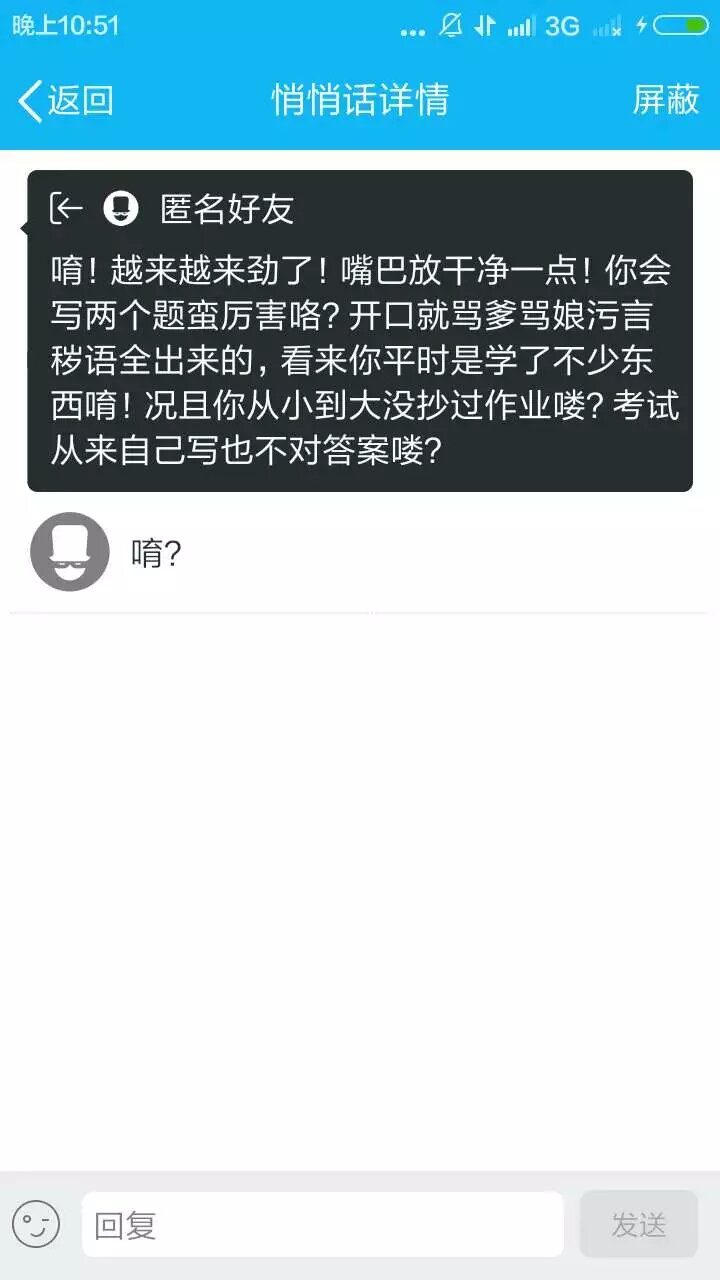 晚上10:51
3G
返回
悄悄话详情
屏蔽
匿名好友
唷！越来越来劲了！嘴巴放干净一点！你会
写两个题蛮厉害咯？开口就骂爹骂娘污言
秽语全出来的，看来你平时是学了不少东
西唷！况且你从小到大没抄过作业喽？考试
从来自己写也不对答案喽？
唷？
回复
发送